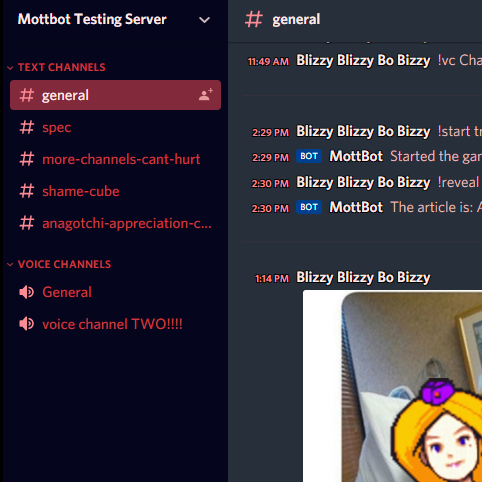 Mottbot Testing Server
TEXT CHANNELS
# general
# spec
# more-channels-cant-hurt
# shame-cube
# anagotchi-appreciation-c...
VOICE CHANNELS
General
voice channel TWO!!!!
# general
11:49 AM Blizzy Blizzy Bo Bizzy !vc Cha
2:29 PM Blizzy Blizzy Bo Bizzy !start tr
2:29 PM BOT MottBot Started the gam
2:30 PM Blizzy Blizzy Bo Bizzy !reveal
2:30 PM BOT MottBot The article is: A
1:14 PM Blizzy Blizzy Bo Bizzy